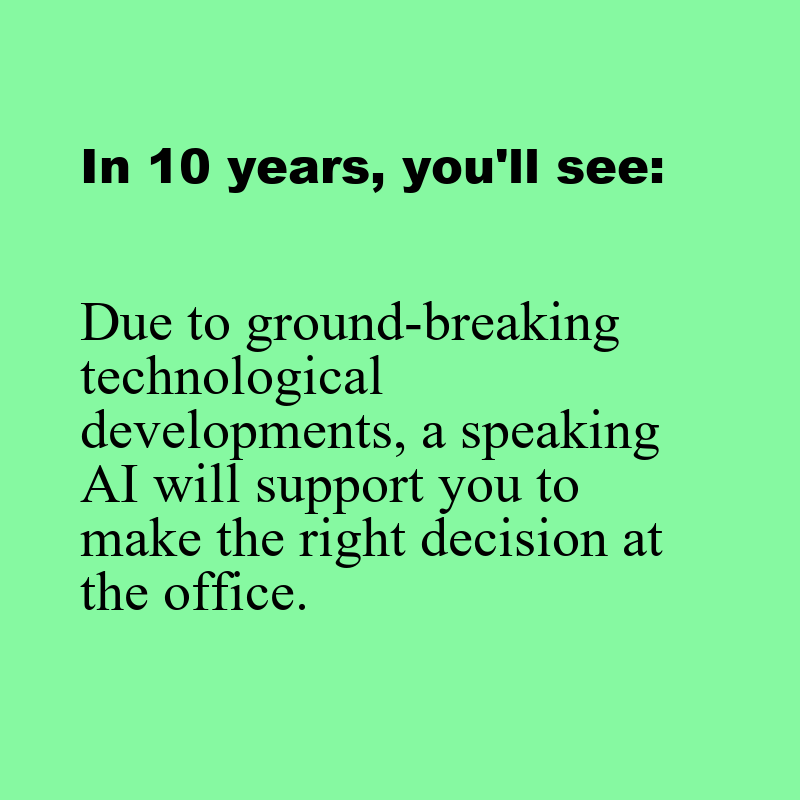 In 10 years, you'll see:
Due to ground-breaking
technological
developments, a speaking
AI will support you to
make the right decision at
the office.